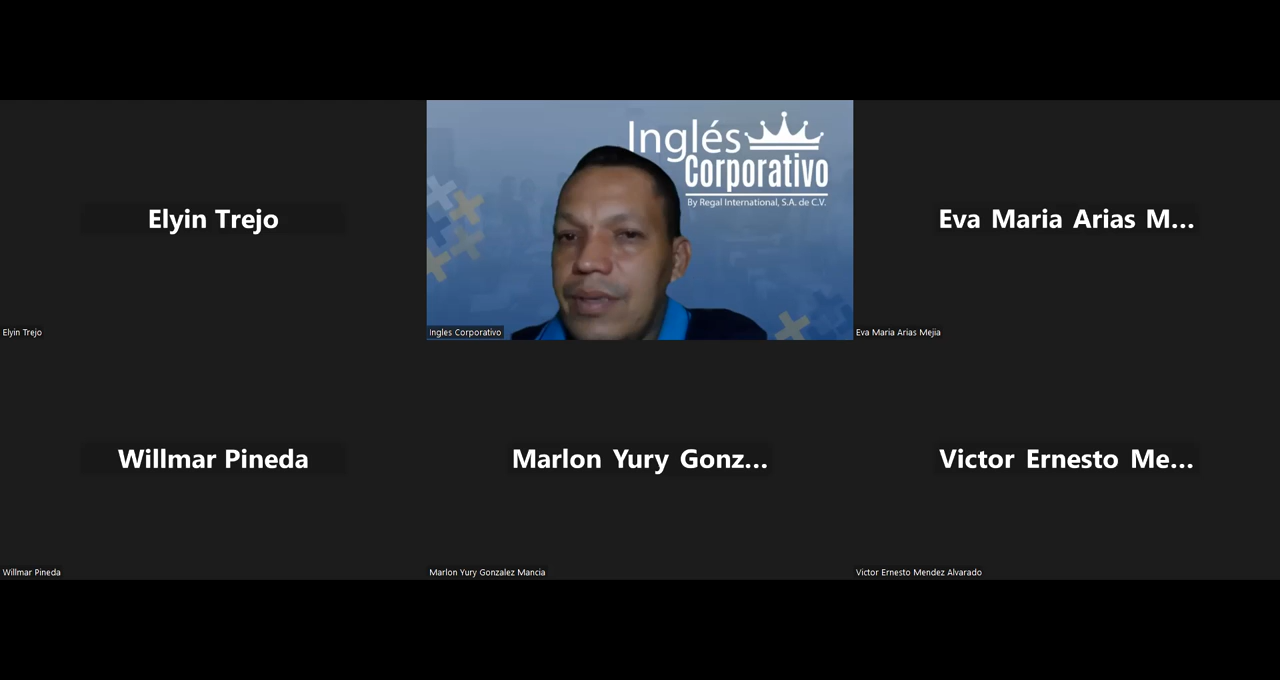 Inglés
Corporativo
By Regal International, S.A. de C.V.
Elyin Trejo
Eva Maria Arias M...
Elyin Trejo
Ingles Corporativo
Eva Maria Arias Mejia
Willmar Pineda
Marlon Yury Gonz...
Victor Ernesto Me...
Willmar Pineda
Marlon Yury Gonzalez Mancia
Victor Ernesto Mendez Alvarado